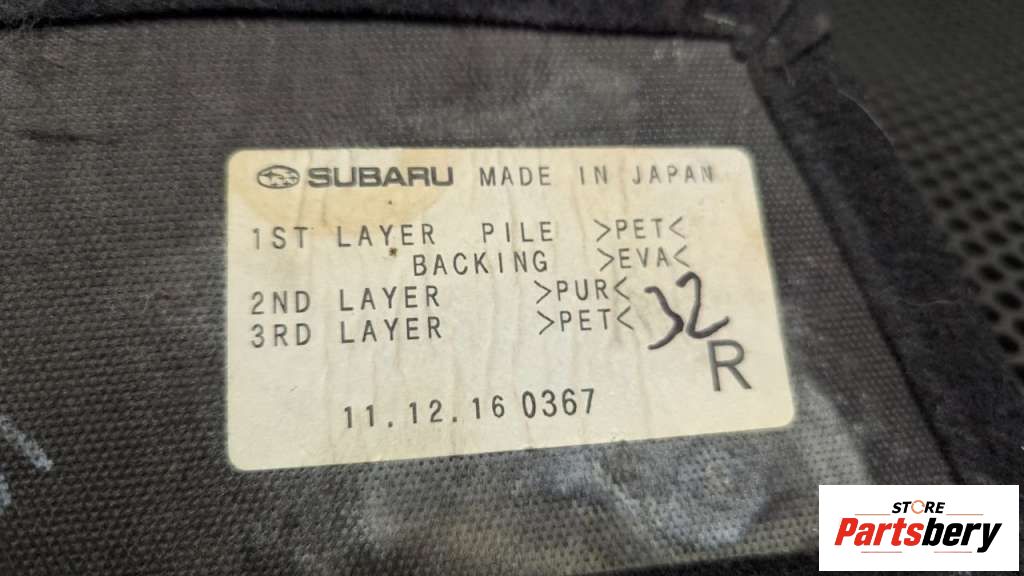 SUBARU MADE IN JAPAN
1ST LAYER PILE >PET<
BACKING >EVA<
2ND LAYER >PUR<
3RD LAYER >PET<
32
R
11.12.16 0367
STORE
Partsbery